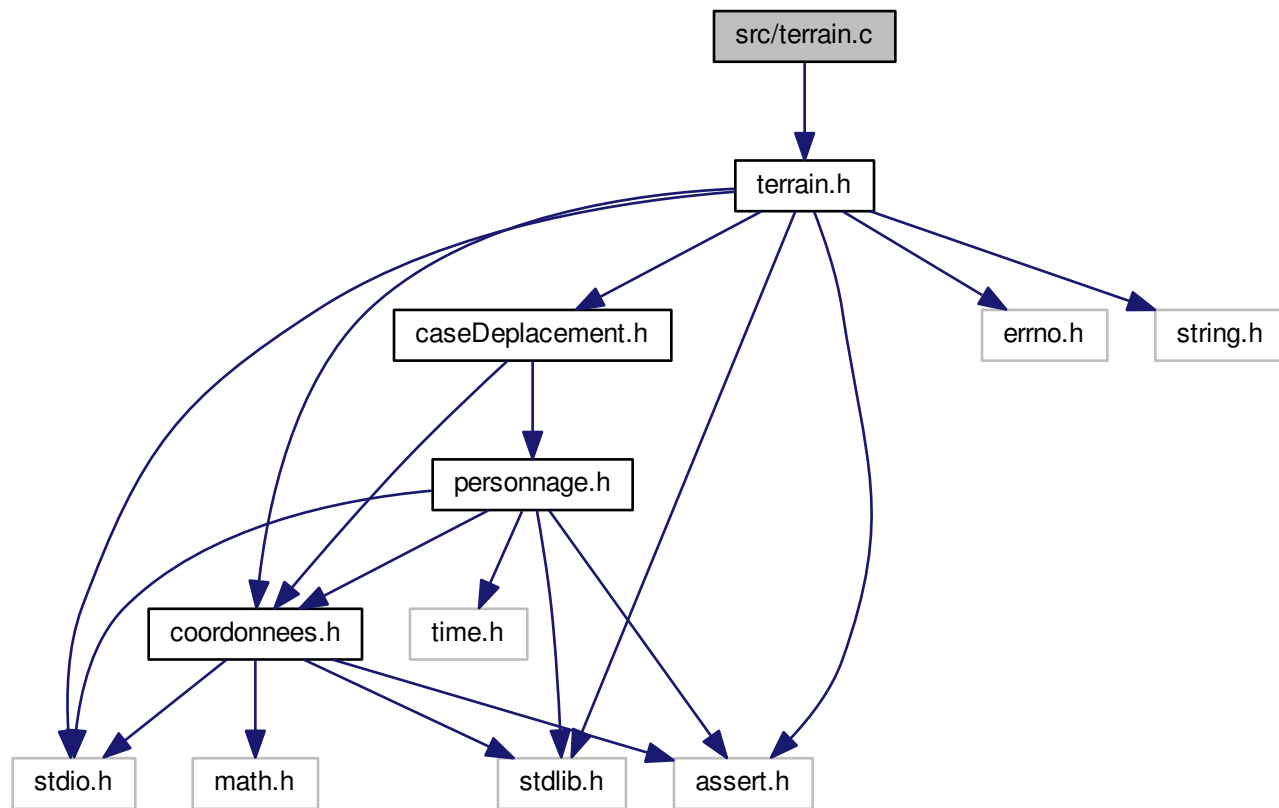 src/terrain.c
terrain.h
caseDeplacement.h
errno.h
string.h
personnage.h
coordonnees.h
time.h
stdio.h
math.h
stdlib.h
assert.h